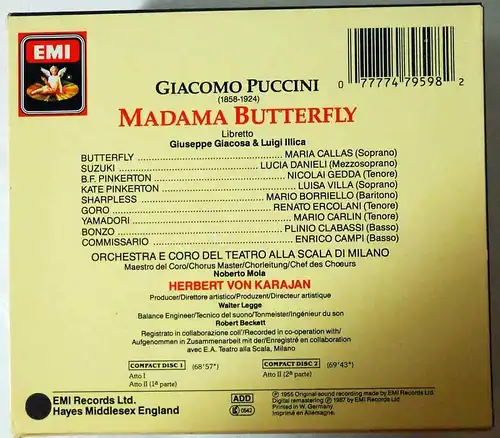 EMI
0 77774 79598 2
GIACOMO PUCCINI
(1858-1924)
MADAMA BUTTERFLY
Libretto
Giuseppe Giacosa & Luigi Illica
BUTTERFLY ........................ MARIA CALLAS (Soprano)
SUZUKI ........................ LUCIA DANIELI (Mezzosoprano)
B.F. PINKERTON ........................ NICOLAI GEDDA (Tenore)
KATE PINKERTON ........................ LUISA VILLA (Soprano)
SHARPLESS ........................ MARIO BORRIELLO (Baritono)
GORO ........................ RENATO ERCOLANI (Tenore)
YAMADORI ........................ MARIO CARLIN (Tenore)
BONZO ........................ PLINIO CLABASSI (Basso)
COMMISSARIO ........................ ENRICO CAMPI (Basso)
ORCHESTRA E CORO DEL TEATRO ALLA SCALA DI MILANO
Maestro del Coro/Chorus Master/Chorleitung/Chef des Chœurs
Noberto Mola
HERBERT VON KARAJAN
Producer/Direttore artistico/Produzent/Directeur artistique
Walter Legge
Balance Engineer/Tecnico del suono/Tonmeister/Ingénieur du son
Robert Beckett
Registrato in collaborazione coll'/Recorded in co-operation with/
Aufgenommen in Zusammenarbeit mit der/Enregistré en collaboration
avec E.A. Teatro alla Scala, Milano
COMPACT DISC 1 (68'57") COMPACT DISC 2 (69'43")
Atto I Atto II (2ª parte)
Atto II (1ª parte)
EMI Records Ltd.
Hayes Middlesex England
ADD
0542
℗ 1955 Original sound recording made by EMI Records Ltd.
Digital remastering ℗ 1987 by EMI Records Ltd.
Printed in W. Germany.
Imprimé en R.F.A.